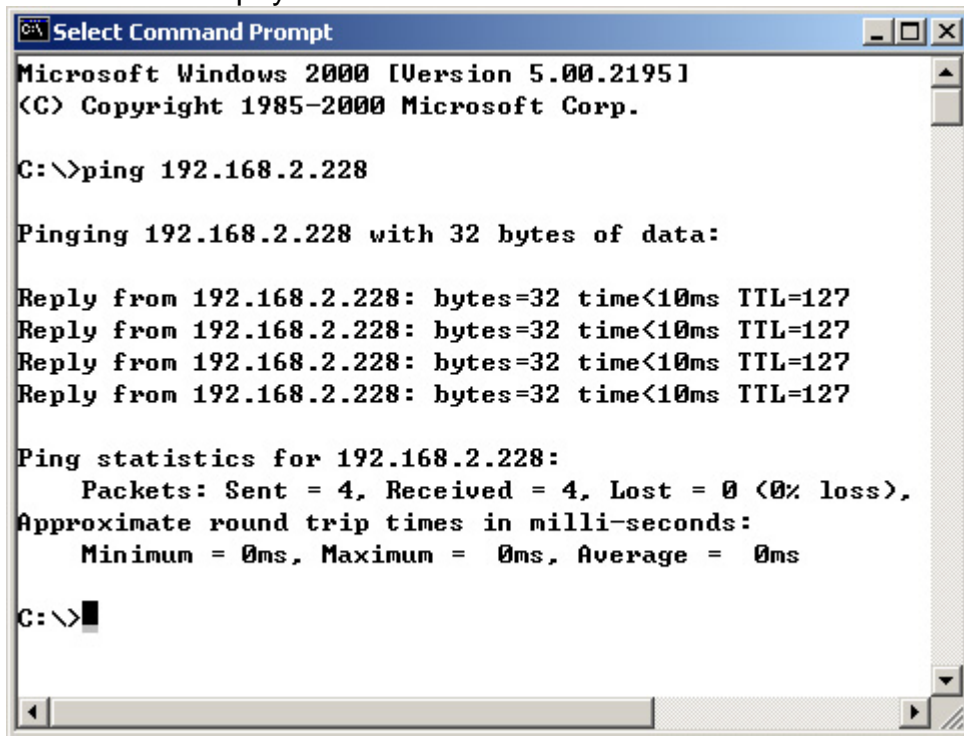 Select Command Prompt
Microsoft Windows 2000 [Version 5.00.2195]
(C) Copyright 1985-2000 Microsoft Corp.
C:\>ping 192.168.2.228
Pinging 192.168.2.228 with 32 bytes of data:
Reply from 192.168.2.228: bytes=32 time<10ms TTL=127
Reply from 192.168.2.228: bytes=32 time<10ms TTL=127
Reply from 192.168.2.228: bytes=32 time<10ms TTL=127
Reply from 192.168.2.228: bytes=32 time<10ms TTL=127
Ping statistics for 192.168.2.228:
Packets: Sent = 4, Received = 4, Lost = 0 (0% loss),
Approximate round trip times in milli-seconds:
Minimum = 0ms, Maximum =  0ms, Average =  0ms
C:\>